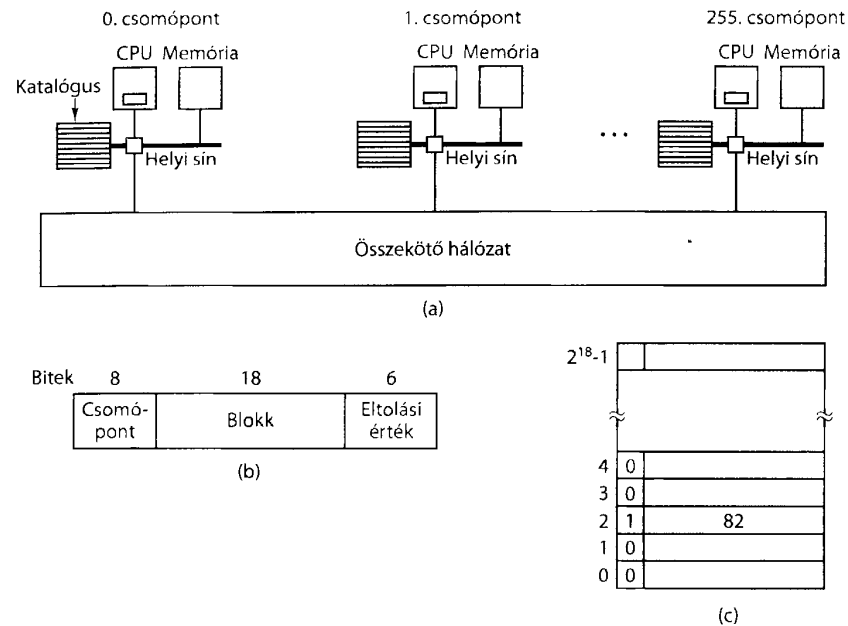 0. csomópont
1. csomópont
255. csomópont
CPU Memória
CPU Memória
CPU Memória
Katalógus
Helyi sín
Helyi sín
...
Helyi sín
Összekötő hálózat
(a)
Bitek 8 18 6
Csomó-
pont
Blokk
Eltolási
érték
(b)
2¹⁸-1
4 0
3 0
2 1 82
1 0
0 0
(c)